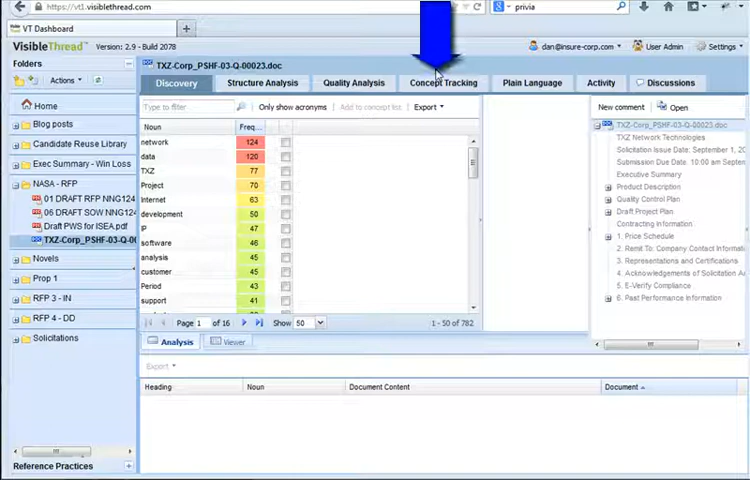 https://vt1.visiblethread.com
privia
VT Dashboard
VisibleThread Version: 2.9 - Build 2078
dan@insure-corp.com User Admin Settings
Folders
Actions
Home
Blog posts
Candidate Reuse Library
Exec Summary - Win Loss
NASA - RFP
01 DRAFT RFP NNG124
06 DRAFT SOW NNG124
Draft PWS for ISEA.pdf
TXZ-Corp_PSHF-03-Q-00
Novels
Prop 1
RFP 3 - IN
RFP 4 - DD
Solicitations
Reference Practices
TXZ-Corp_PSHF-03-Q-00023.doc
Discovery Structure Analysis Quality Analysis Concept Tracking Plain Language Activity Discussions
Type to filter Only show acronyms Add to concept list Export
Noun Freq...
network 124
data 120
TXZ 77
Project 70
Internet 63
development 50
IP 47
software 46
analysis 45
customer 45
Period 43
support 41
Page 1 of 16 Show 50 1 - 50 of 782
New comment Open
TXZ-Corp_PSHF-03-Q-00023.doc
TXZ Network Technologies
Solicitation Issue Date: September 1, 20
Submission Due Date: 10:00 am Septem
Executive Summary
Product Description
Quality Control Plan
Draft Project Plan
Contracting Information
1. Price Schedule
2. Remit To: Company Contact Informati
3. Representations and Certifications
4. Acknowledgements of Solicitation A
5. E-Verify Compliance
6. Past Performance Information
Analysis Viewer
Export
Heading Noun Document Content Document